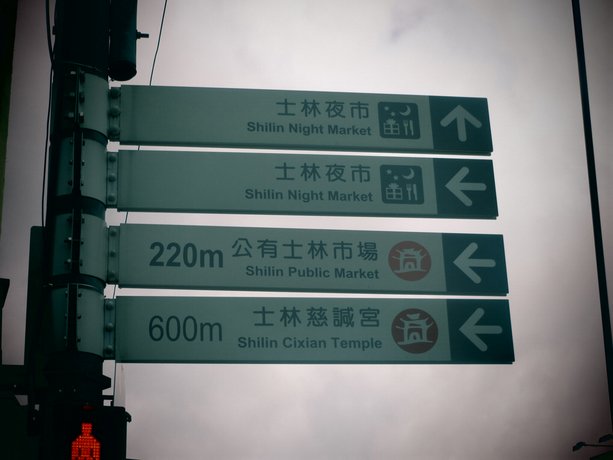 士林夜市
Shilin Night Market
士林夜市
Shilin Night Market
220m
公有士林市場
Shilin Public Market
600m
士林慈諴宮
Shilin Cixian Temple